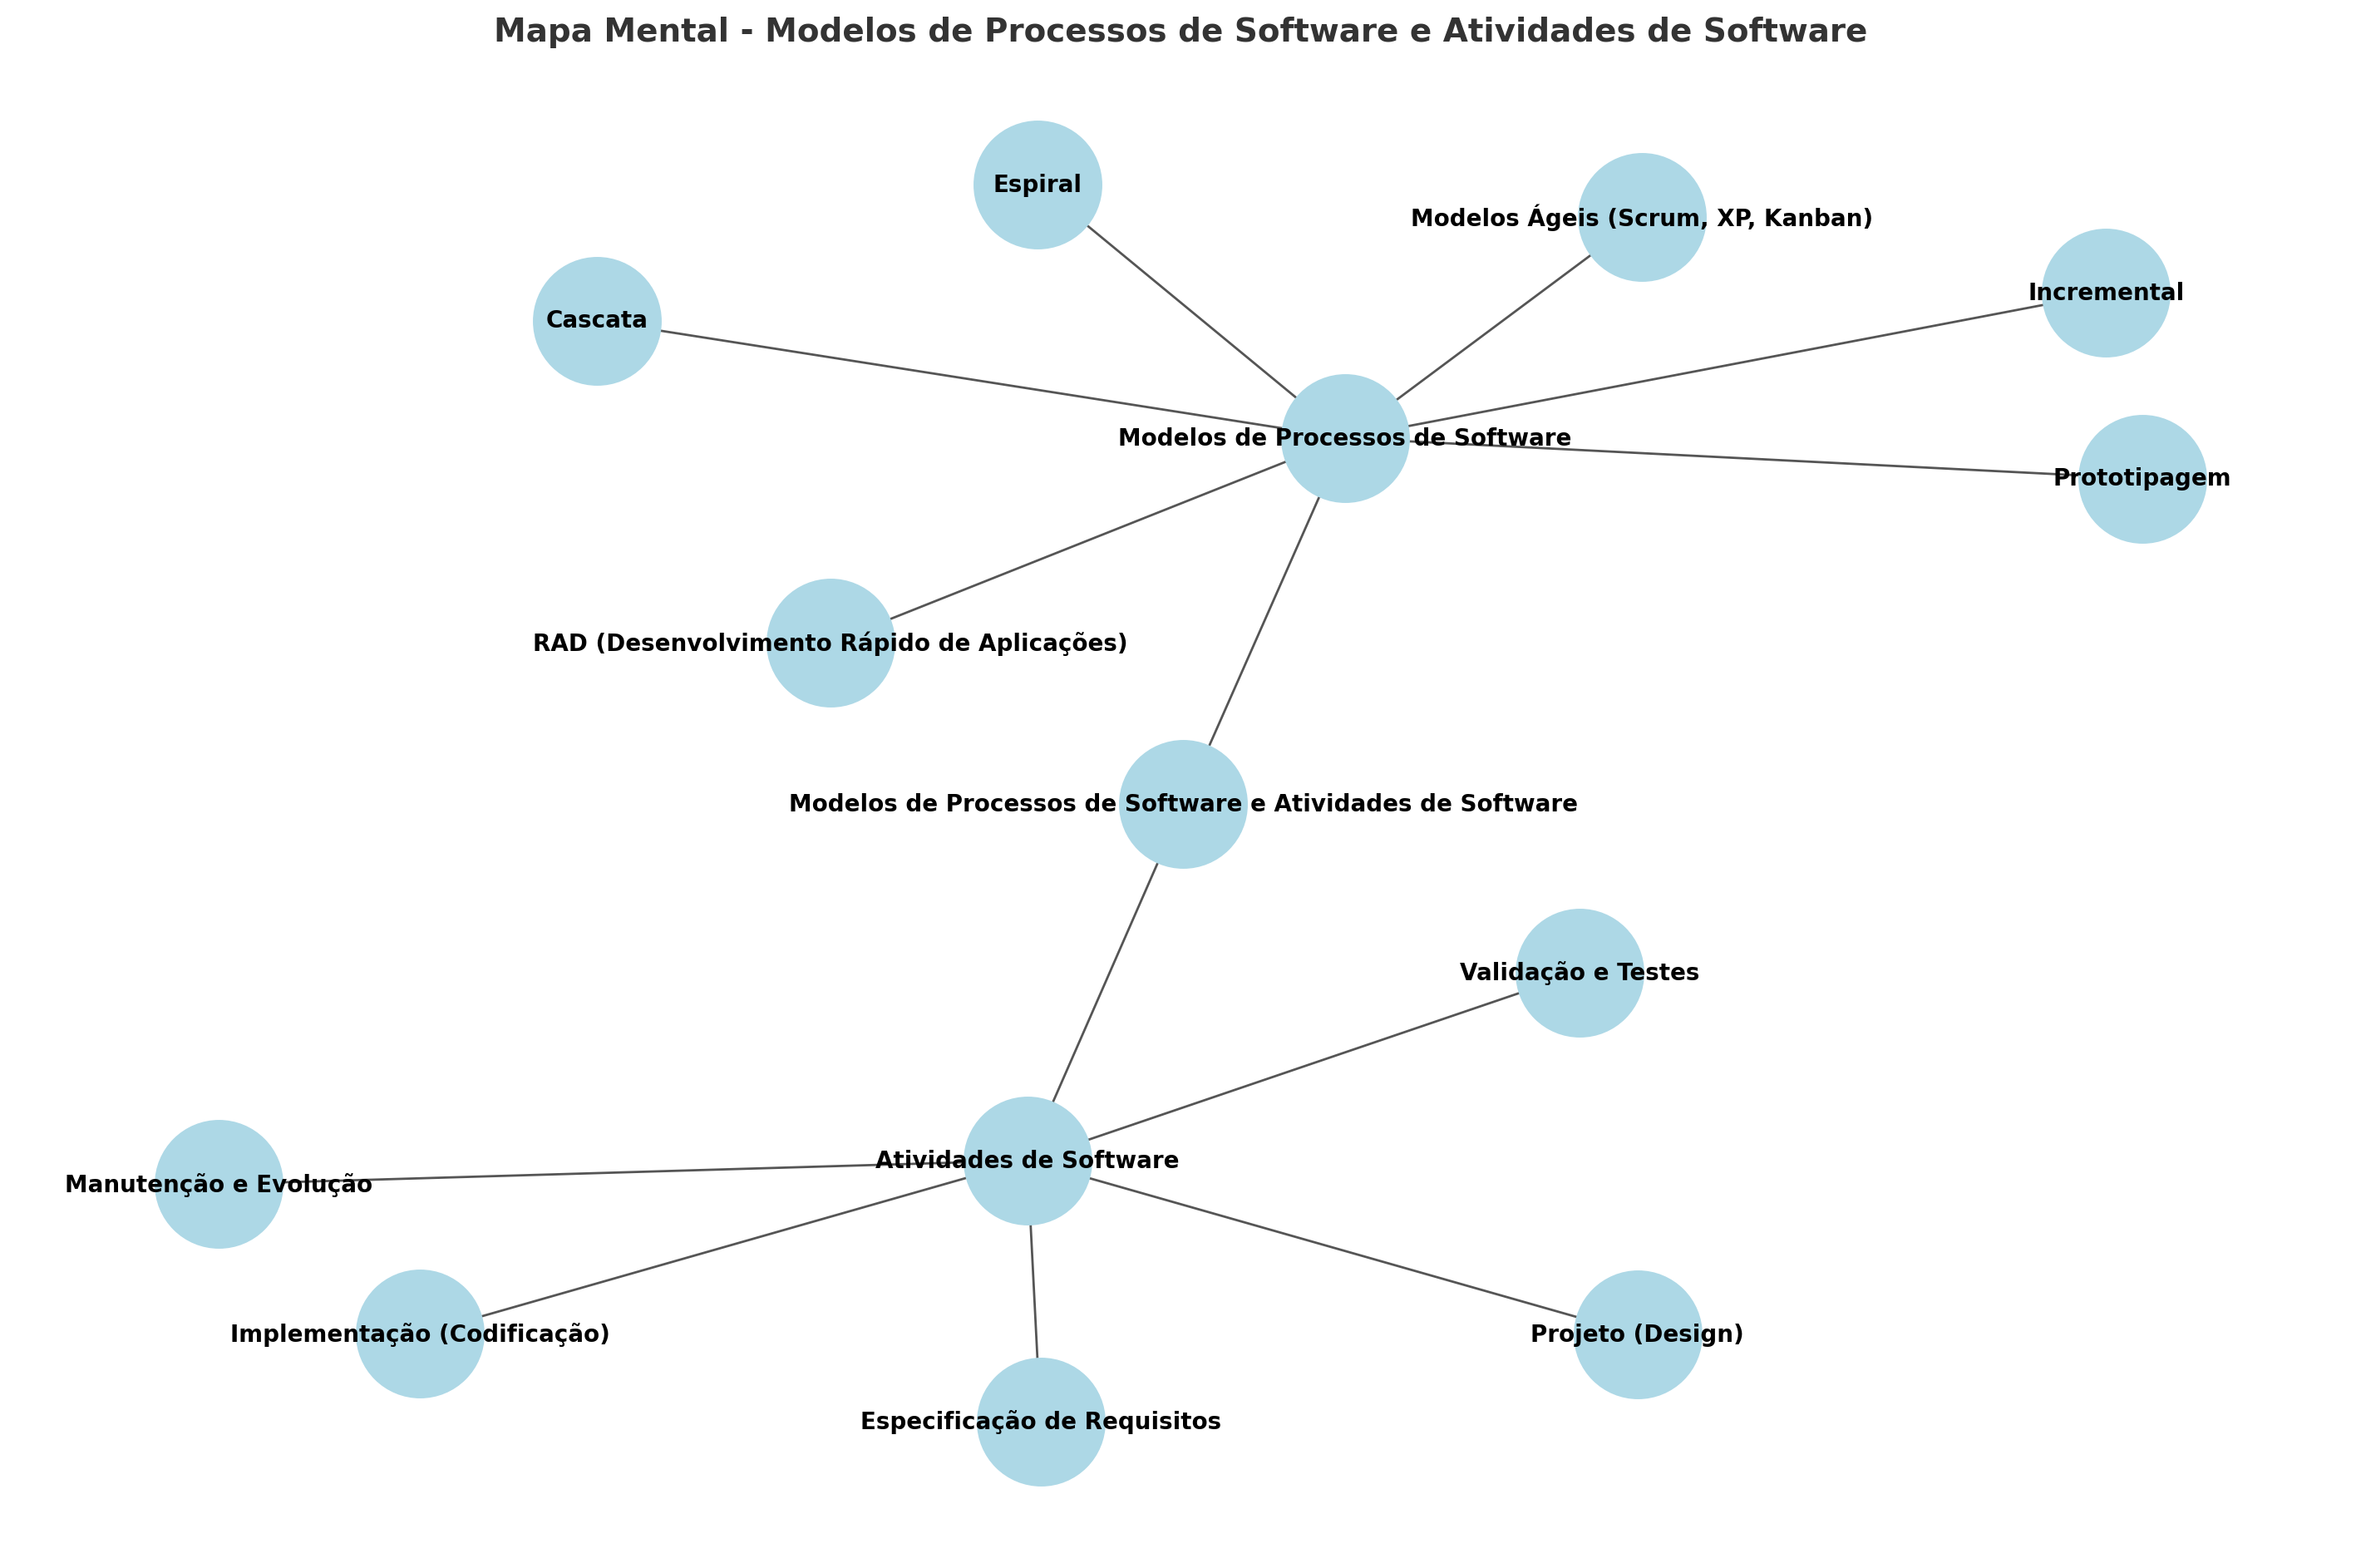 Mapa Mental - Modelos de Processos de Software e Atividades de Software
Espiral
Modelos Ágeis (Scrum, XP, Kanban)
Incremental
Cascata
Modelos de Processos de Software
Prototipagem
RAD (Desenvolvimento Rápido de Aplicações)
Modelos de Processos de Software e Atividades de Software
Validação e Testes
Atividades de Software
Manutenção e Evolução
Implementação (Codificação)
Projeto (Design)
Especificação de Requisitos